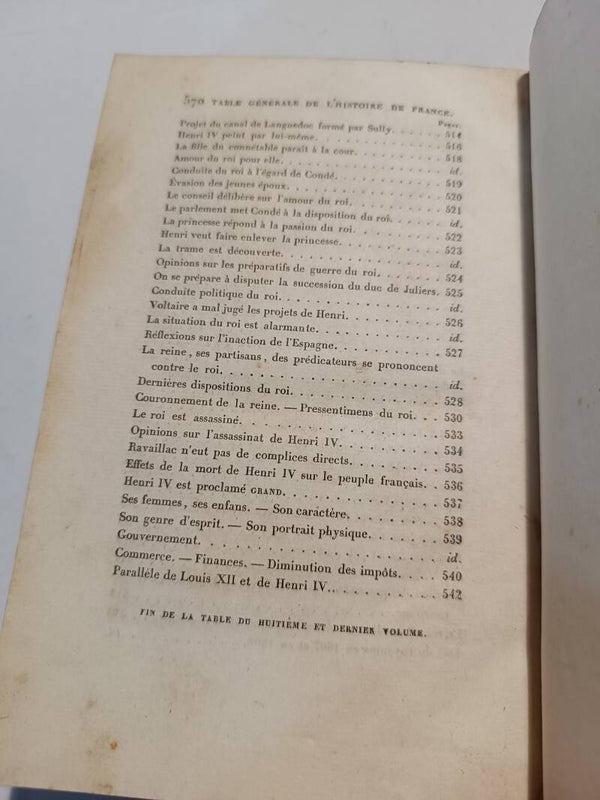 570 TABLE GÉNÉRALE DE L'HISTOIRE DE FRANCE.
Pages.
Projet du canal de Languedoc formé par Sully. . . . . . 514
Henri IV peint par lui-même. . . . . . . . . . . 516
La fille du connétable paraît à la cour. . . . . . . . 518
Amour du roi pour elle. . . . . . . . . . . . id.
Conduite du roi à l'égard de Condé. . . . . . . . . 519
Évasion des jeunes époux. . . . . . . . . . . 520
Le conseil délibère sur l'amour du roi. . . . . . . . 521
Le parlement met Condé à la disposition du roi. . . . . id.
La princesse répond à la passion du roi. . . . . . . 522
Henri veut faire enlever la princesse. . . . . . . . 523
La trame est découverte. . . . . . . . . . . id.
Opinions sur les préparatifs de guerre du roi. . . . . 524
On se prépare à disputer la succession du duc de Juliers. 525
Conduite politique du roi. . . . . . . . . . . id.
Voltaire a mal jugé les projets de Henri. . . . . . . 526
La situation du roi est alarmante. . . . . . . . . id.
Réflexions sur l'inaction de l'Espagne. . . . . . . . 527
La reine, ses partisans, des prédicateurs se prononcent
contre le roi. . . . . . . . . . . . . . id.
Dernières dispositions du roi. . . . . . . . . . 528
Couronnement de la reine. — Pressentimens du roi. . . 530
Le roi est assassiné. . . . . . . . . . . . . 533
Opinions sur l'assassinat de Henri IV. . . . . . . . 534
Ravaillac n'eut pas de complices directs. . . . . . . 535
Effets de la mort de Henri IV sur le peuple français. . 536
Henri IV est proclamé GRAND. . . . . . . . . . 537
Ses femmes, ses enfans. — Son caractère. . . . . . . 538
Son genre d'esprit. — Son portrait physique. . . . . . 539
Gouvernement. . . . . . . . . . . . . . id.
Commerce. — Finances. — Diminution des impôts. . . . 540
Parallèle de Louis XII et de Henri IV.. . . . . . . . 542
FIN DE LA TABLE DU HUITIÈME ET DERNIER VOLUME.